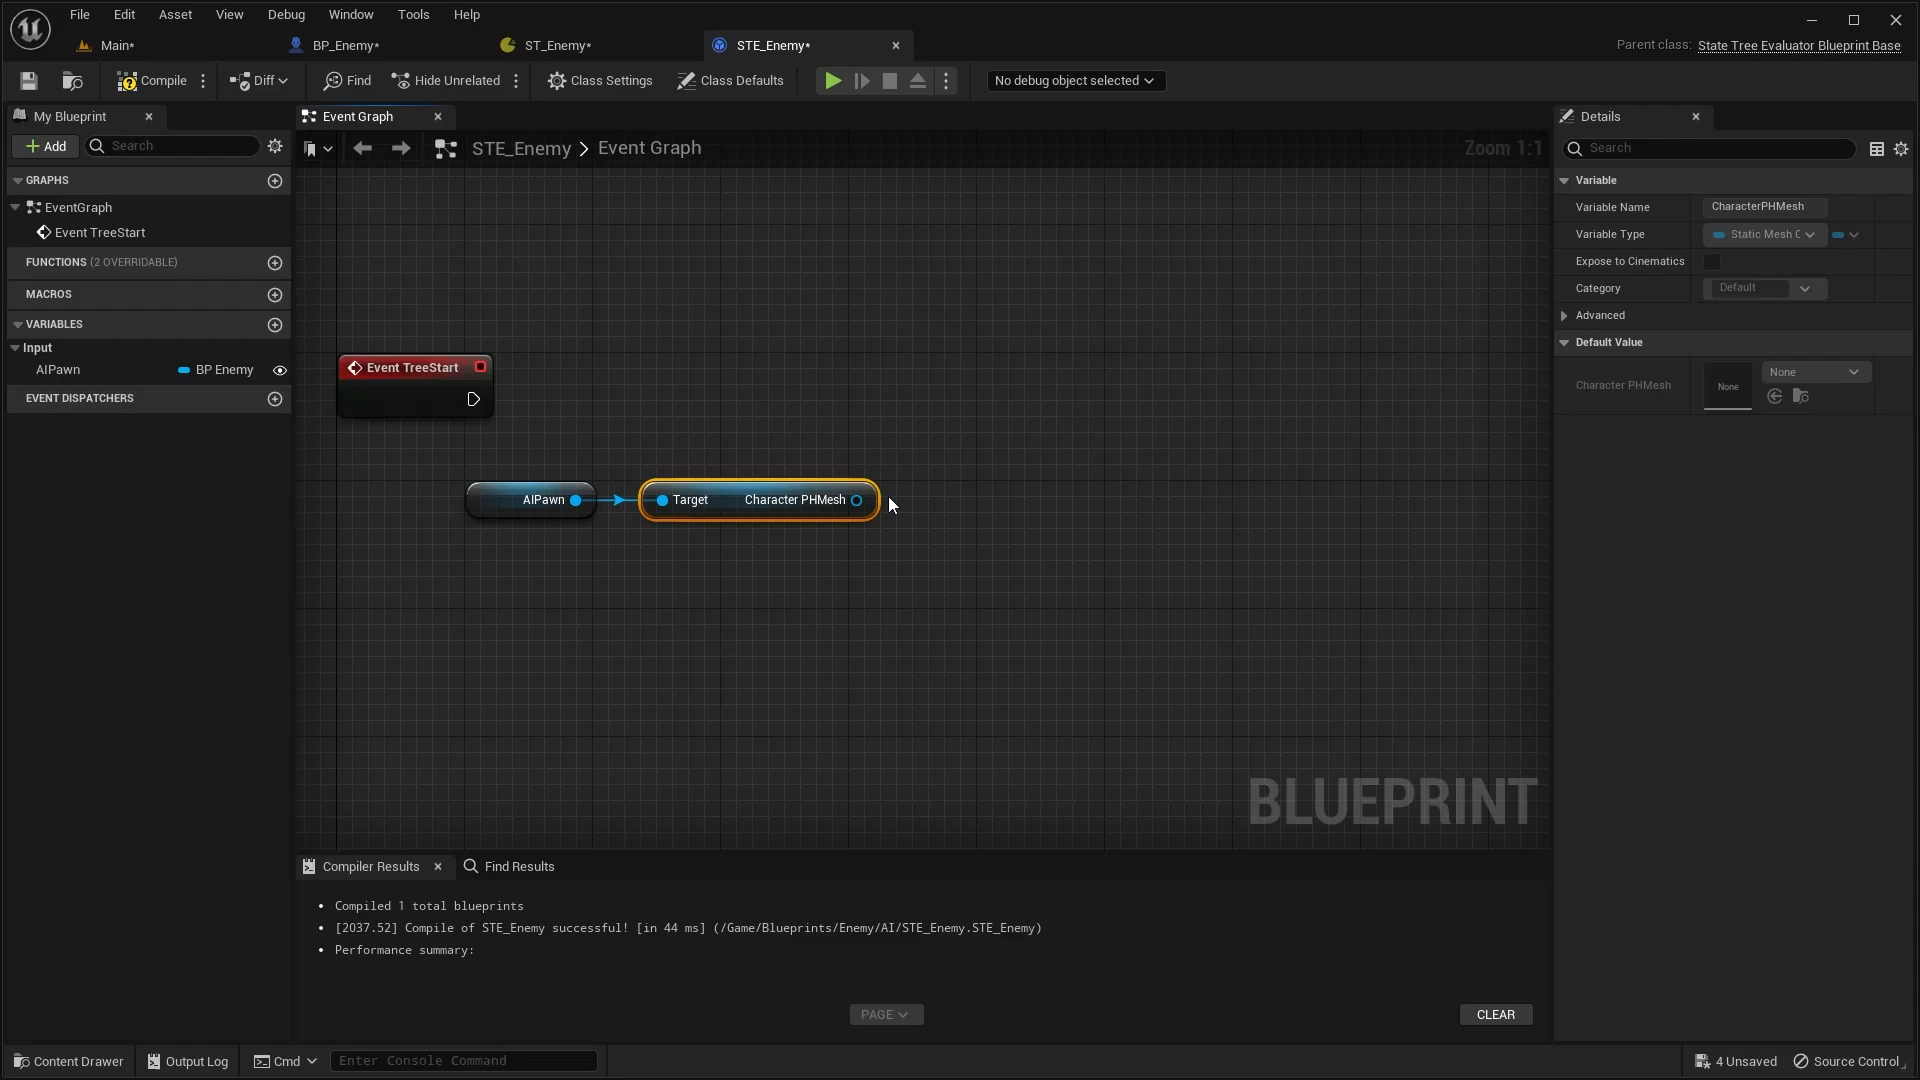 File Edit Asset View Debug Window Tools Help
Main* BP_Enemy* ST_Enemy* STE_Enemy*
Parent class: State Tree Evaluator Blueprint Base
Compile Diff Find Hide Unrelated Class Settings Class Defaults No debug object selected
My Blueprint
Add Search
GRAPHS
EventGraph
Event TreeStart
FUNCTIONS (2 OVERRIDABLE)
MACROS
VARIABLES
Input
AIPawn BP Enemy
EVENT DISPATCHERS
Event Graph
STE_Enemy > Event Graph
Zoom 1:1
Event TreeStart
AIPawn
Target Character PHMesh
BLUEPRINT
Compiler Results Find Results
• Compiled 1 total blueprints
• [2037.52] Compile of STE_Enemy successful! [in 44 ms] (/Game/Blueprints/Enemy/AI/STE_Enemy.STE_Enemy)
• Performance summary:
PAGE
CLEAR
Details
Search
Variable
Variable Name CharacterPHMesh
Variable Type Static Mesh C
Expose to Cinematics
Category Default
Advanced
Default Value
Character PHMesh None None
Content Drawer Output Log Cmd Enter Console Command
4 Unsaved Source Control